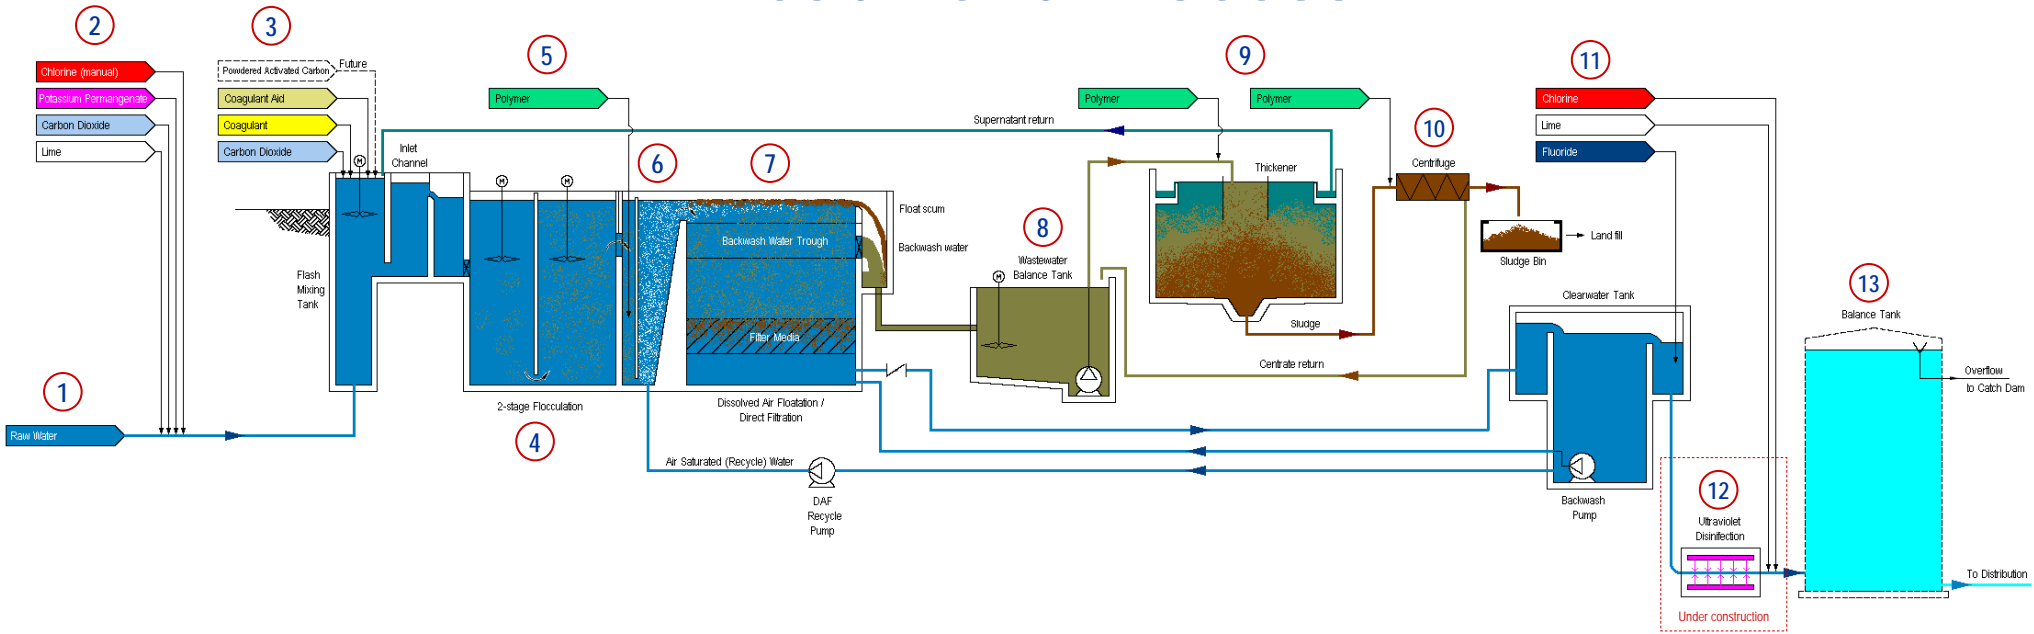 2
3
5
9
11
Chlorine (manual)
Potassium Permangenate
Carbon Dioxide
Lime
Powdered Activated Carbon
Future
Coagulant Aid
Coagulant
Carbon Dioxide
Polymer
Polymer
Polymer
Chlorine
Lime
Fluoride
Supernatant return
10
Centrifuge
M
Inlet
Channel
6
7
M
M
Thickener
Float scum
Backwash Water Trough
Backwash water
8
Wastewater
Balance Tank
M
Land fill
Sludge Bin
Flash
Mixing
Tank
Filter Media
Sludge
Centrate return
Clearwater Tank
13
Balance Tank
Overflow
to Catch Dam
1
Raw Water
2-stage Flocculation
4
Dissolved Air Floatation /
Direct Filtration
Air Saturated (Recycle) Water
DAF
Recycle
Pump
Backwash
Pump
12
Ultraviolet
Disinifection
Under construction
To Distribution